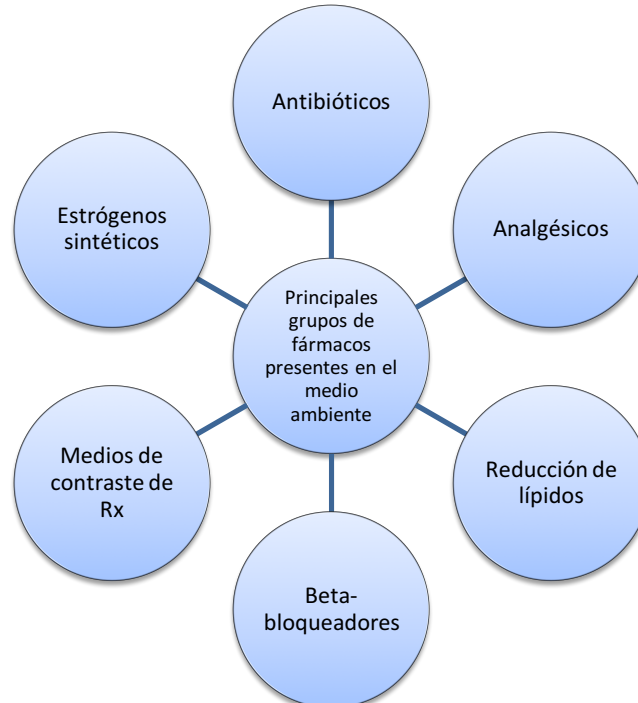 Antibióticos
Estrógenos
sintéticos
Analgésicos
Principales
grupos de
fármacos
presentes en el
medio
ambiente
Medios de
contraste de
Rx
Reducción de
lípidos
Beta-
bloqueadores